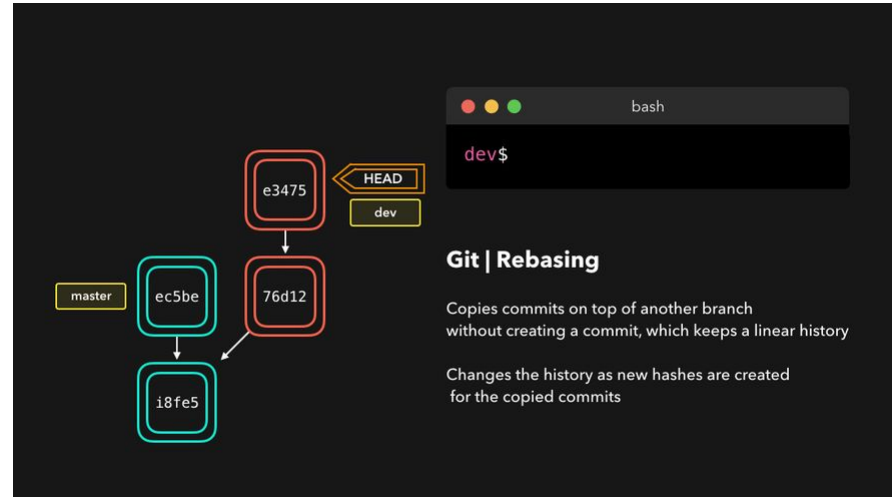 bash
dev$
e3475
HEAD
dev
master
ec5be
76d12
i8fe5
Git | Rebasing
Copies commits on top of another branch
without creating a commit, which keeps a linear history
Changes the history as new hashes are created
for the copied commits